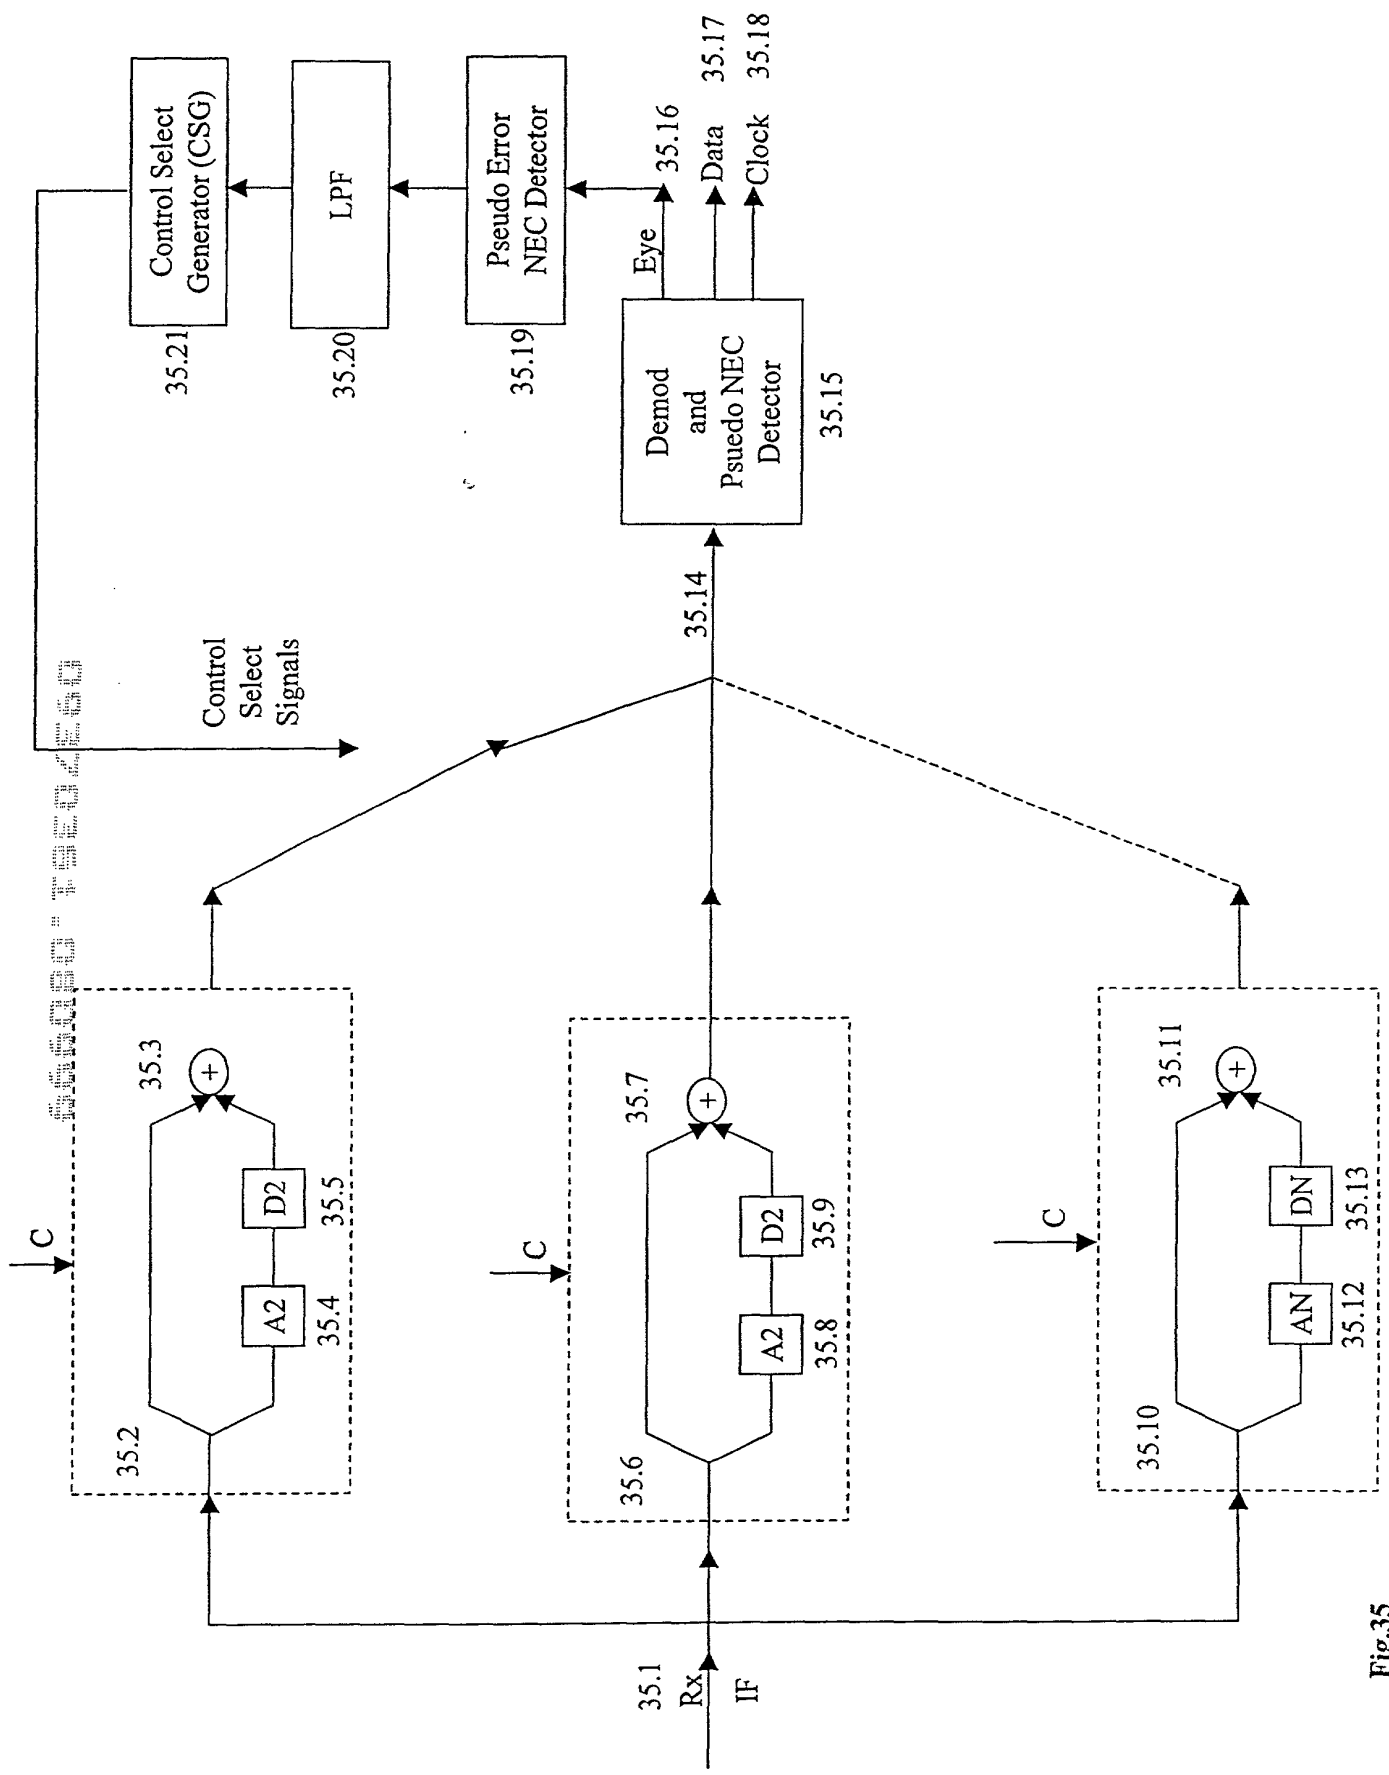 35.1
Rx
IF
35.2
35.3
A2
35.4
D2
35.5
C
35.6
35.7
A2
35.8
D2
35.9
C
35.10
35.11
AN
35.12
DN
35.13
C
Control
Select
Signals
35.14
Demod
and
Psuedo NEC
Detector
35.15
Eye
35.16
Data 35.17
Clock 35.18
Pseudo Error
NEC Detector
35.19
LPF
35.20
Control Select
Generator (CSG)
35.21
+
+
+
Fig.35